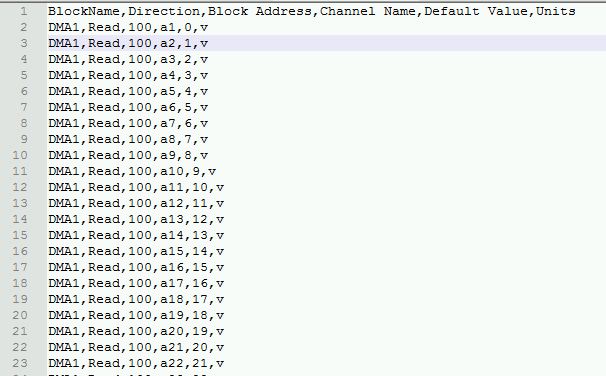 1 BlockName,Direction,Block Address,Channel Name,Default Value,Units
2 DMA1,Read,100,a1,0,v
3 DMA1,Read,100,a2,1,v
4 DMA1,Read,100,a3,2,v
5 DMA1,Read,100,a4,3,v
6 DMA1,Read,100,a5,4,v
7 DMA1,Read,100,a6,5,v
8 DMA1,Read,100,a7,6,v
9 DMA1,Read,100,a8,7,v
10 DMA1,Read,100,a9,8,v
11 DMA1,Read,100,a10,9,v
12 DMA1,Read,100,a11,10,v
13 DMA1,Read,100,a12,11,v
14 DMA1,Read,100,a13,12,v
15 DMA1,Read,100,a14,13,v
16 DMA1,Read,100,a15,14,v
17 DMA1,Read,100,a16,15,v
18 DMA1,Read,100,a17,16,v
19 DMA1,Read,100,a18,17,v
20 DMA1,Read,100,a19,18,v
21 DMA1,Read,100,a20,19,v
22 DMA1,Read,100,a21,20,v
23 DMA1,Read,100,a22,21,v